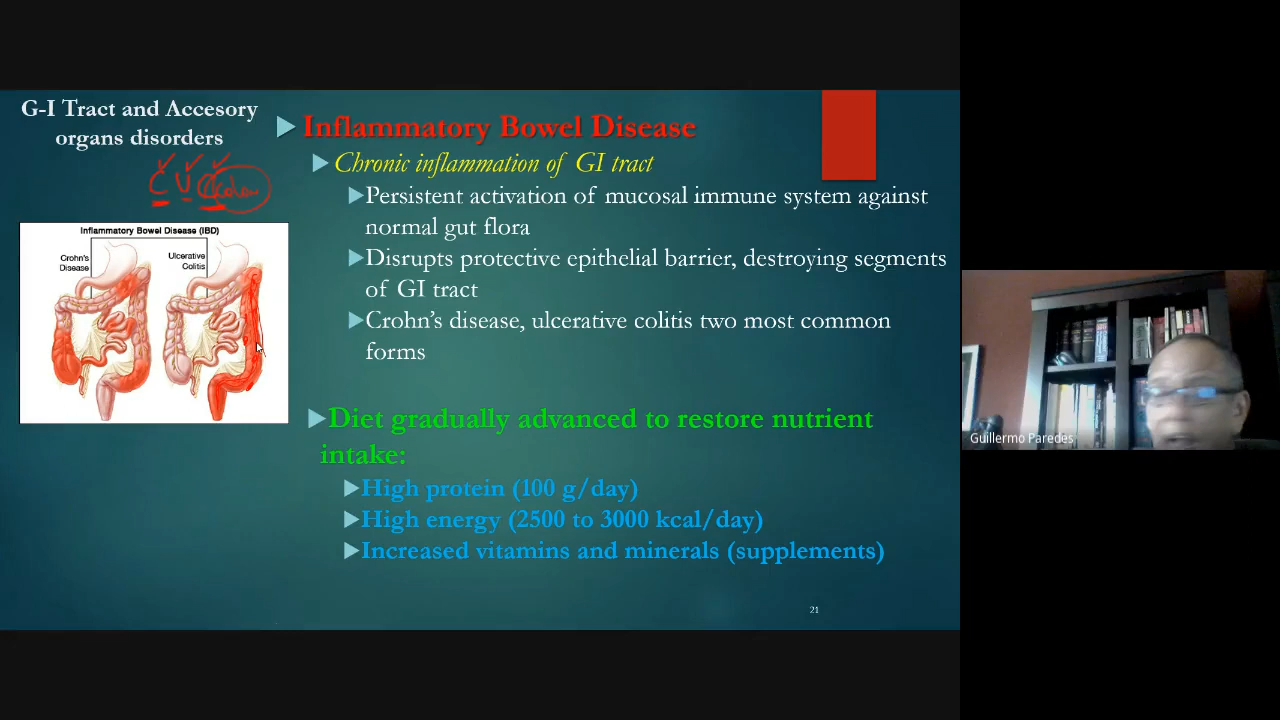 G-I Tract and Accesory
organs disorders
C U C
Inflammatory Bowel Disease (IBD)
Crohn's
Disease
Ulcerative
Colitis
Inflammatory Bowel Disease
Chronic inflammation of GI tract
Persistent activation of mucosal immune system against
normal gut flora
Disrupts protective epithelial barrier, destroying segments
of GI tract
Crohn’s disease, ulcerative colitis two most common
forms
Diet gradually advanced to restore nutrient
intake:
High protein (100 g/day)
High energy (2500 to 3000 kcal/day)
Increased vitamins and minerals (supplements)
21
Guillermo Paredes